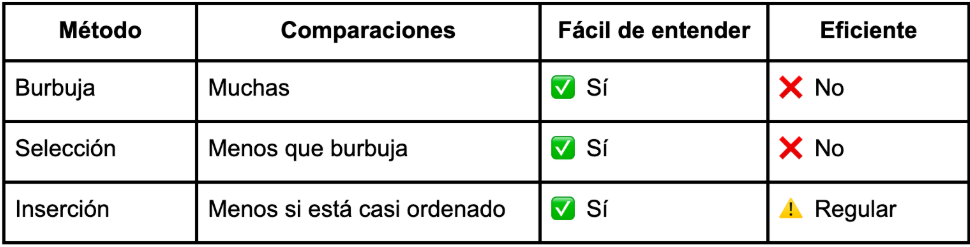 Método Comparaciones Fácil de entender Eficiente
Burbuja Muchas ✅ Sí ❌ No
Selección Menos que burbuja ✅ Sí ❌ No
Inserción Menos si está casi ordenado ✅ Sí ⚠️ Regular